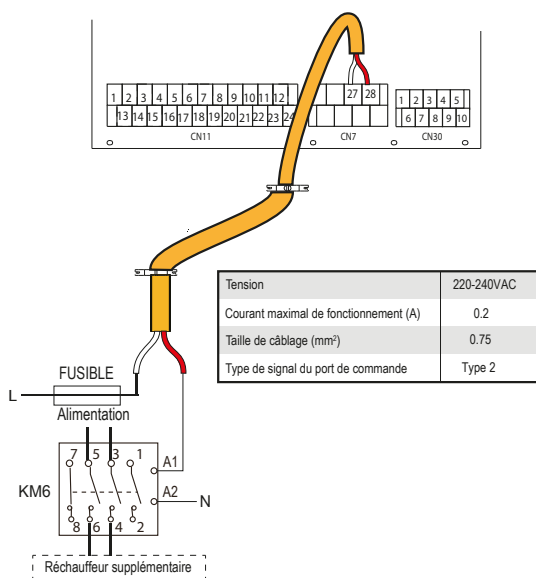 27 28
1 2 3 4 5 6 7 8 9 10 11 12
13 14 15 16 17 18 19 20 21 22 23 24
1 2 3 4 5
6 7 8 9 10
CN11
CN7
CN30
Tension 220-240VAC
Courant maximal de fonctionnement (A) 0.2
Taille de câblage (mm²) 0.75
Type de signal du port de commande Type 2
FUSIBLE
L
Alimentation
7 5 3 1
A1
KM6
A2
N
8 6 4 2
Réchauffeur supplémentaire